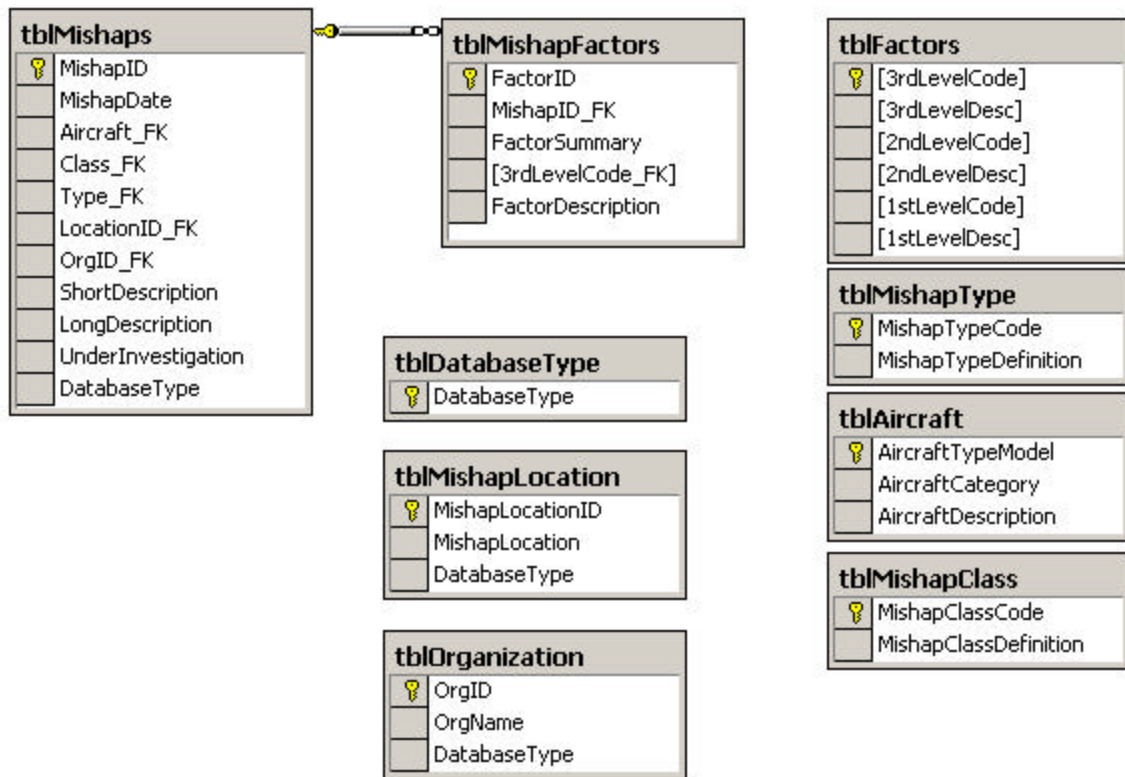 tblMishaps
MishapID
MishapDate
Aircraft_FK
Class_FK
Type_FK
LocationID_FK
OrgID_FK
ShortDescription
LongDescription
UnderInvestigation
DatabaseType
tblMishapFactors
FactorID
MishapID_FK
FactorSummary
[3rdLevelCode_FK]
FactorDescription
tblDatabaseType
DatabaseType
tblMishapLocation
MishapLocationID
MishapLocation
DatabaseType
tblOrganization
OrgID
OrgName
DatabaseType
tblFactors
[3rdLevelCode]
[3rdLevelDesc]
[2ndLevelCode]
[2ndLevelDesc]
[1stLevelCode]
[1stLevelDesc]
tblMishapType
MishapTypeCode
MishapTypeDefinition
tblAircraft
AircraftTypeModel
AircraftCategory
AircraftDescription
tblMishapClass
MishapClassCode
MishapClassDefinition